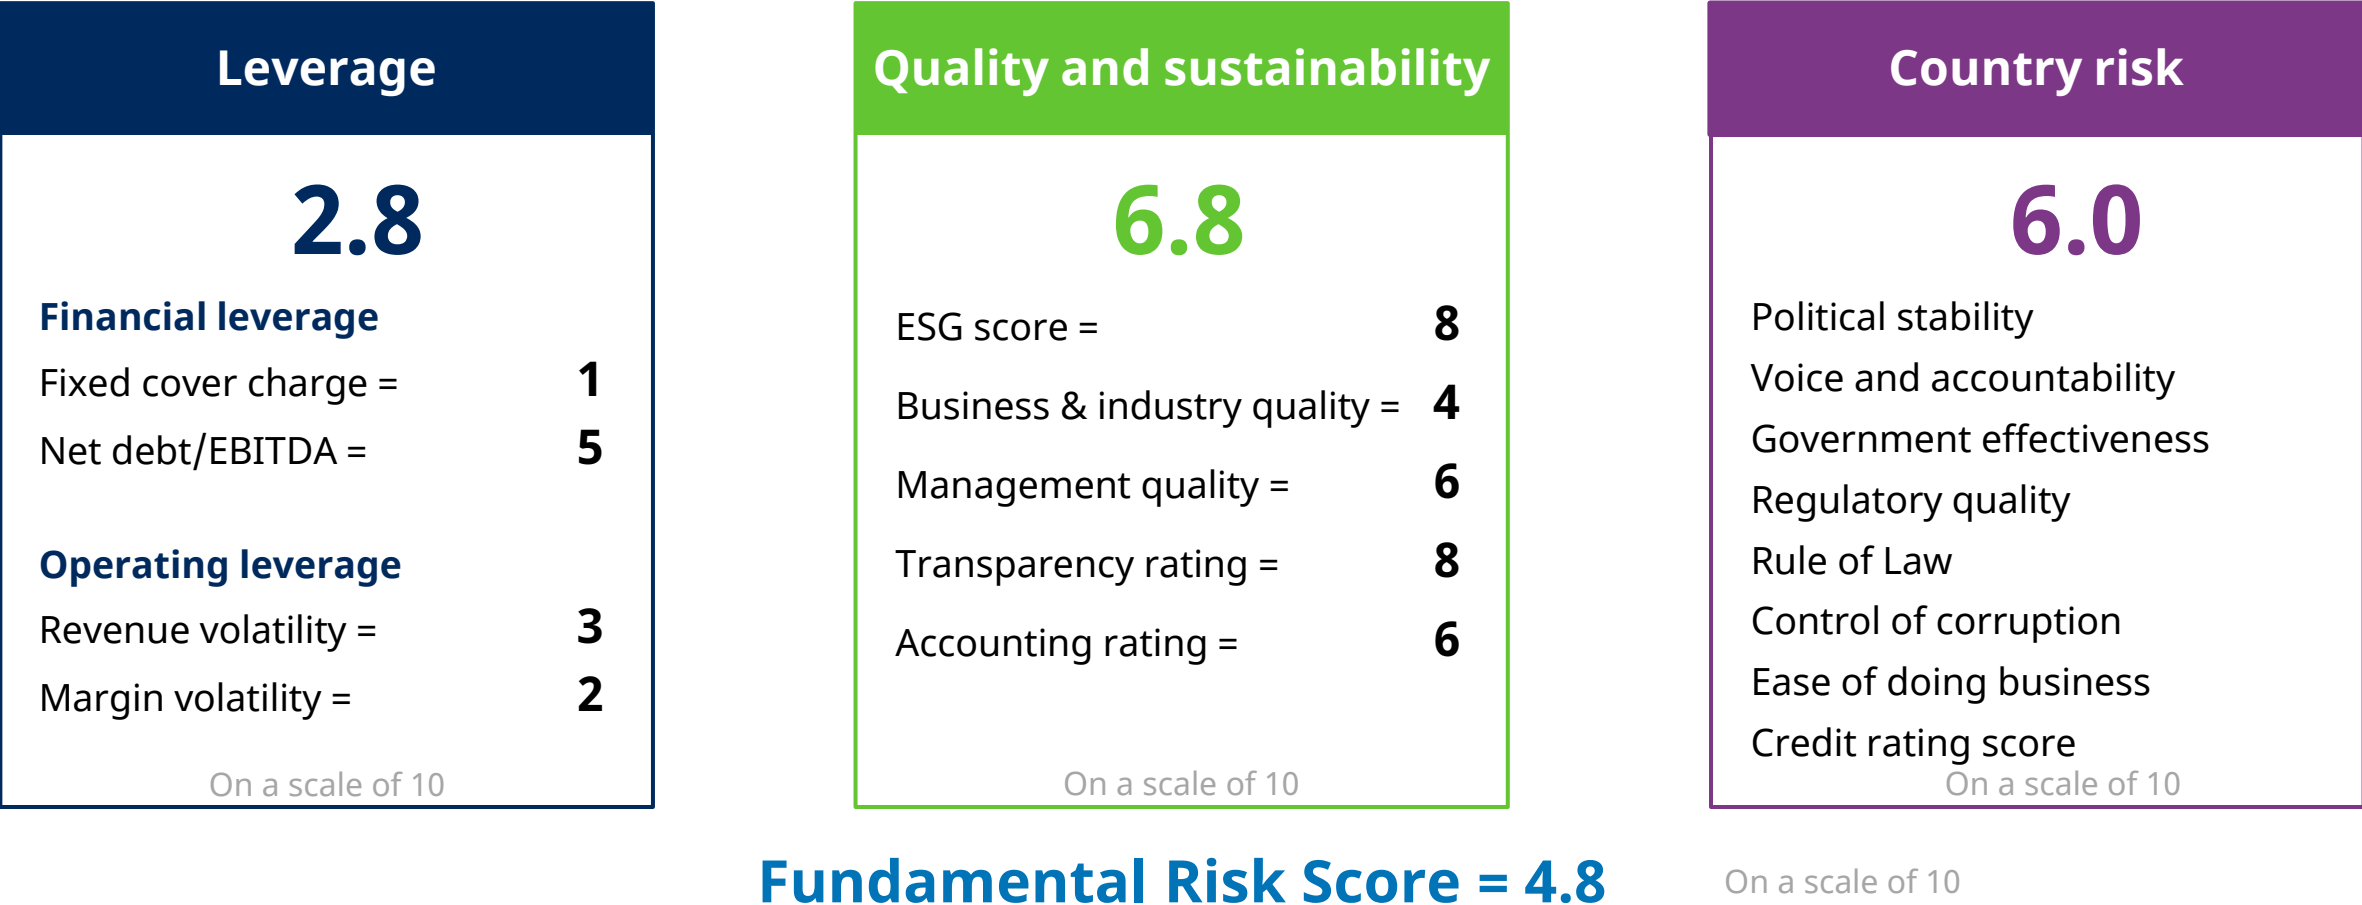 Leverage
2.8
Financial leverage
Fixed cover charge = 1
Net debt/EBITDA = 5
Operating leverage
Revenue volatility = 3
Margin volatility = 2
On a scale of 10
Quality and sustainability
6.8
ESG score = 8
Business & industry quality = 4
Management quality = 6
Transparency rating = 8
Accounting rating = 6
On a scale of 10
Country risk
6.0
Political stability
Voice and accountability
Government effectiveness
Regulatory quality
Rule of Law
Control of corruption
Ease of doing business
Credit rating score
On a scale of 10
Fundamental Risk Score = 4.8
On a scale of 10